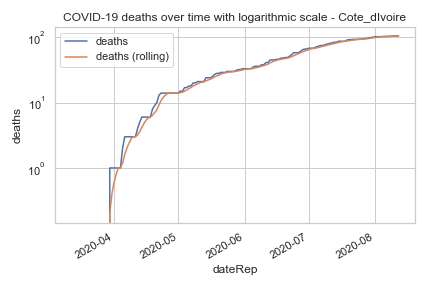 COVID-19 deaths over time with logarithmic scale - Cote_dIvoire
deaths
deaths (rolling)
10²
10¹
10⁰
deaths
2020-04
2020-05
2020-06
2020-07
2020-08
dateRep